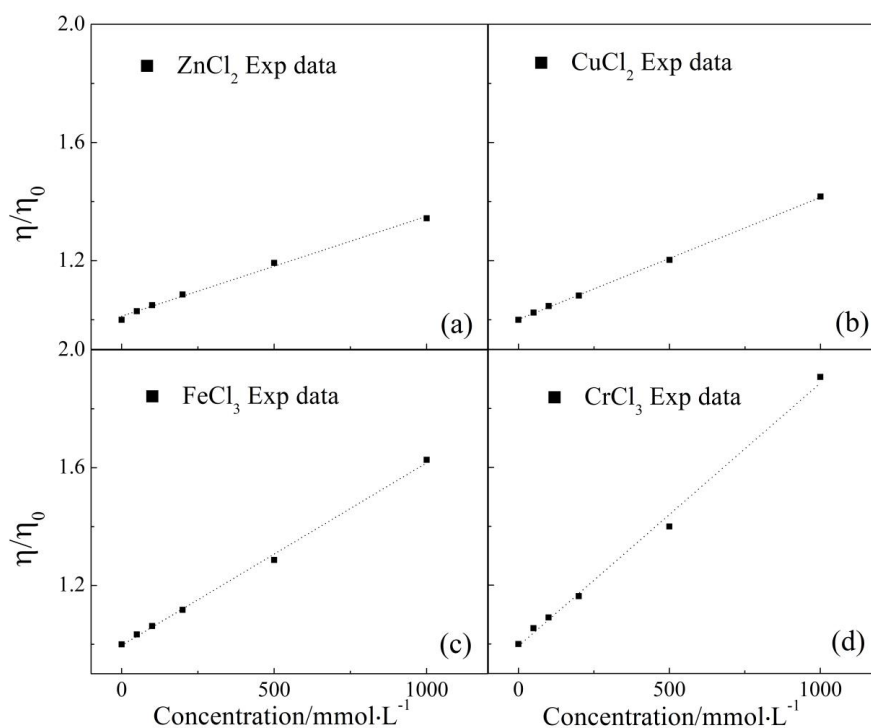 2.0
1.6
1.2
η/η₀
■ ZnCl₂ Exp data
(a)
■ CuCl₂ Exp data
(b)
2.0
1.6
1.2
η/η₀
■ FeCl₃ Exp data
(c)
■ CrCl₃ Exp data
(d)
0 500 1000
0 500 1000
Concentration/mmol·L⁻¹
Concentration/mmol·L⁻¹